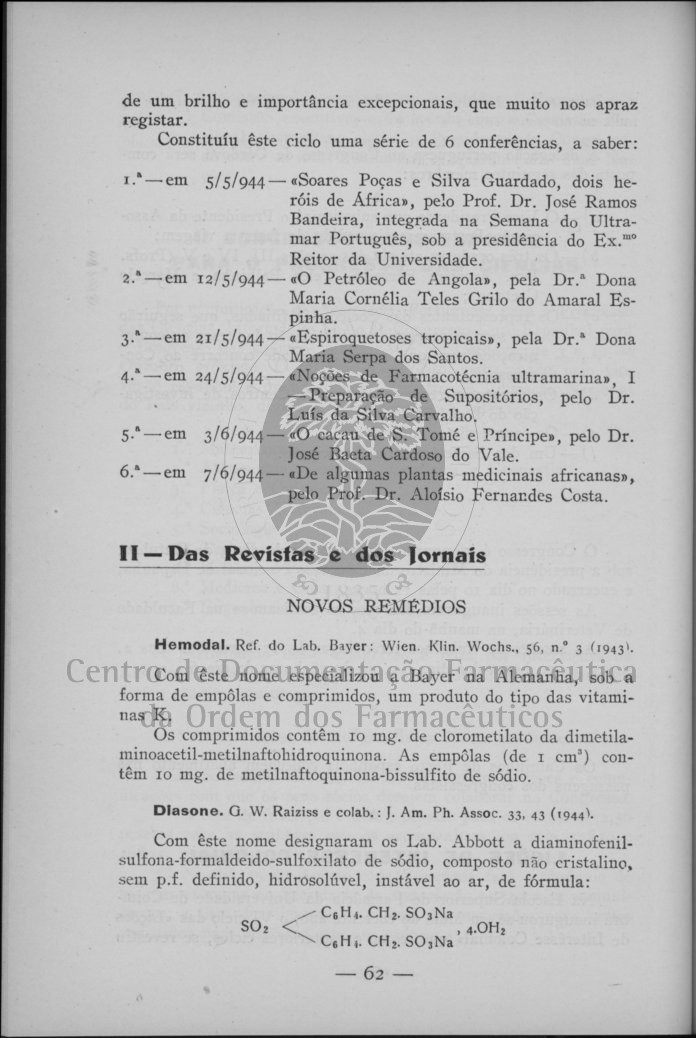 de um brilho e importância excepcionais, que muito nos apraz
registar.
Constituíu êste ciclo uma série de 6 conferências, a saber:
1.ª—em 5/5/944—«Soares Poças e Silva Guardado, dois he-
róis de África», pelo Prof. Dr. José Ramos
Bandeira, integrada na Semana do Ultra-
mar Português, sob a presidência do Ex.mo
Reitor da Universidade.
2.ª—em 12/5/944—«O Petróleo de Angola», pela Dr.ª Dona
Maria Cornélia Teles Grilo do Amaral Es-
pinha.
3.ª—em 21/5/944—«Espiroquetoses tropicais», pela Dr.ª Dona
Maria Serpa dos Santos.
4.ª—em 24/5/944—«Noções de Farmacotécnia ultramarina», I
—Preparação de Supositórios, pelo Dr.
Luís da Silva Carvalho.
5.ª—em 3/6/944—«O cacau de S. Tomé e Príncipe», pelo Dr.
José Baeta Cardoso do Vale.
6.ª—em 7/6/944—«De algumas plantas medicinais africanas»,
pelo Prof. Dr. Aloísio Fernandes Costa.
II—Das Revistas e dos Jornais
NOVOS REMÉDIOS
Hemodal. Ref. do Lab. Bayer: Wien. Klin. Wochs., 56, n.º 3 (1943).
Centro de Documentação Farmacêutica
Com êste nome especializou a Bayer na Alemanha, sob a
forma de empôlas e comprimidos, um produto do tipo das vitami-
nas K.
da Ordem dos Farmacêuticos
Os comprimidos contêm 10 mg. de clorometilato da dimetila-
minoacetil-metilnaftohidroquinona. As empôlas (de 1 cm³) con-
têm 10 mg. de metilnaftoquinona-bissulfito de sódio.
Diasone. G. W. Raiziss e colab.: J. Am. Ph. Assoc. 33, 43 (1944).
Com êste nome designaram os Lab. Abbott a diaminofenil-
sulfona-formaldeido-sulfoxilato de sódio, composto não cristalino,
sem p.f. definido, hidrosolúvel, instável ao ar, de fórmula:
C6H4. CH2. SO3Na
SO2 < , 4.OH2
C6H4. CH2. SO3Na
— 62 —